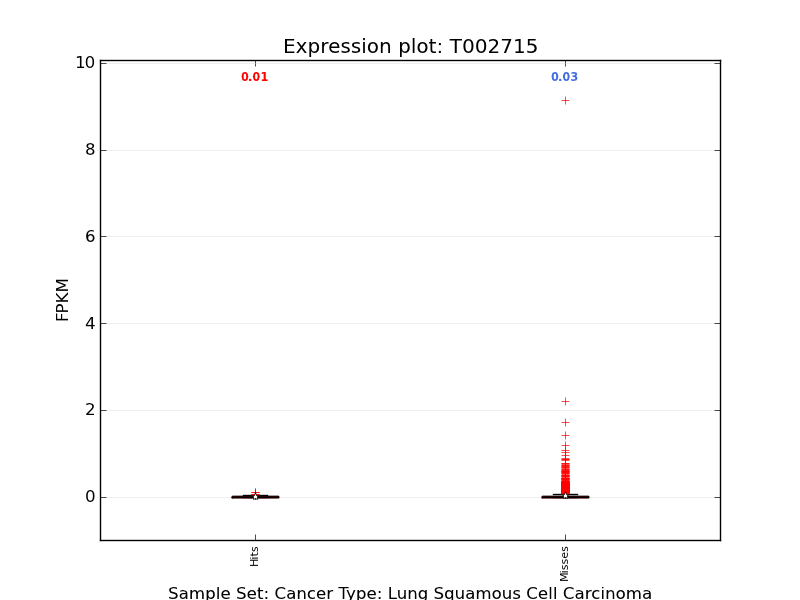 Expression plot: T002715
10
0.01
0.03
8
6
FPKM
4
2
0
Hits
Misses
Sample Set: Cancer Type: Lung Squamous Cell Carcinoma